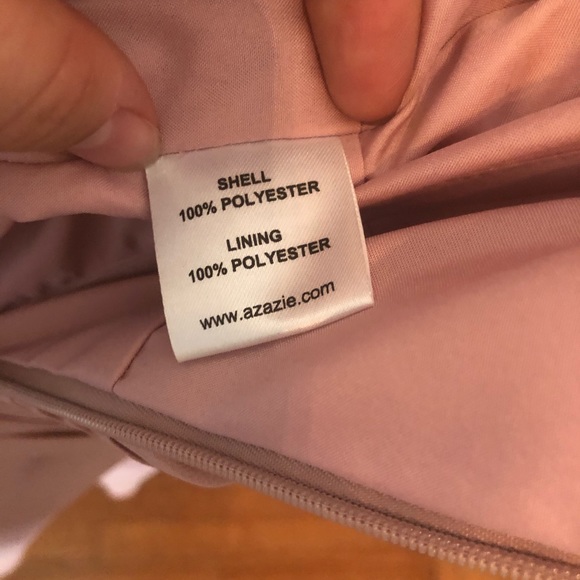 SHELL
100% POLYESTER
LINING
100% POLYESTER
www.azazie.com